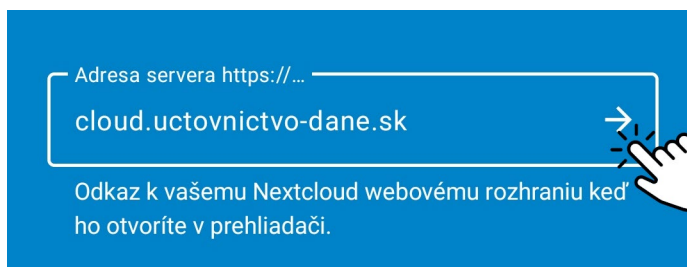 Adresa servera https://…
cloud.uctovnictvo-dane.sk
Odkaz k vašemu Nextcloud webovému rozhraniu keď
ho otvoríte v prehliadači.